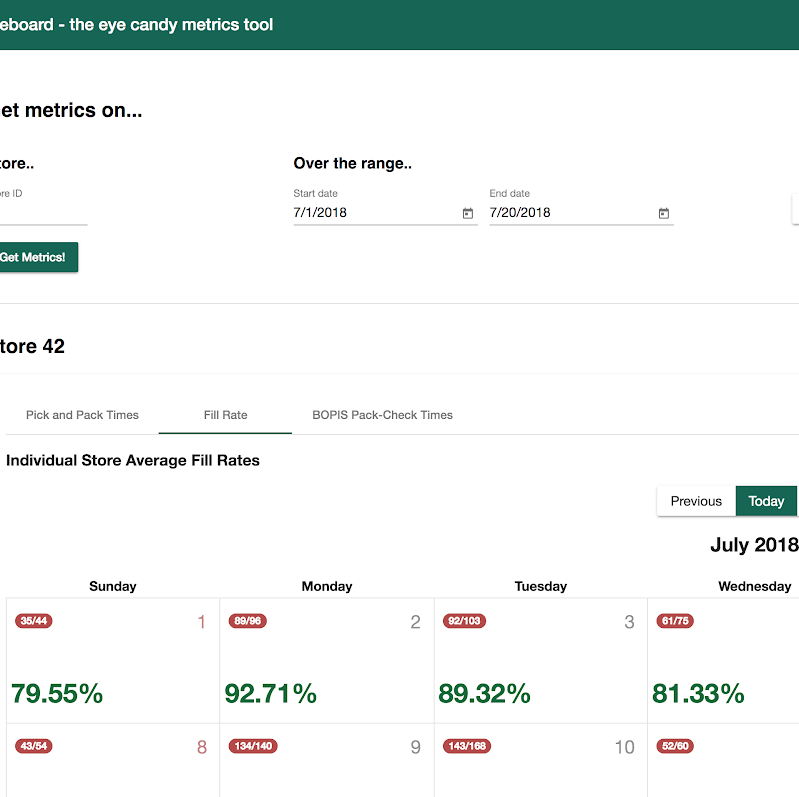 eboard - the eye candy metrics tool
et metrics on...
tore..
Over the range..
re ID
Start date
End date
7/1/2018
7/20/2018
Get Metrics!
tore 42
Pick and Pack Times
Fill Rate
BOPIS Pack-Check Times
Individual Store Average Fill Rates
Previous
Today
July 2018
Sunday
Monday
Tuesday
Wednesday
35/44
1
89/96
2
92/103
3
61/75
79.55%
92.71%
89.32%
81.33%
43/54
8
134/140
9
143/168
10
52/60